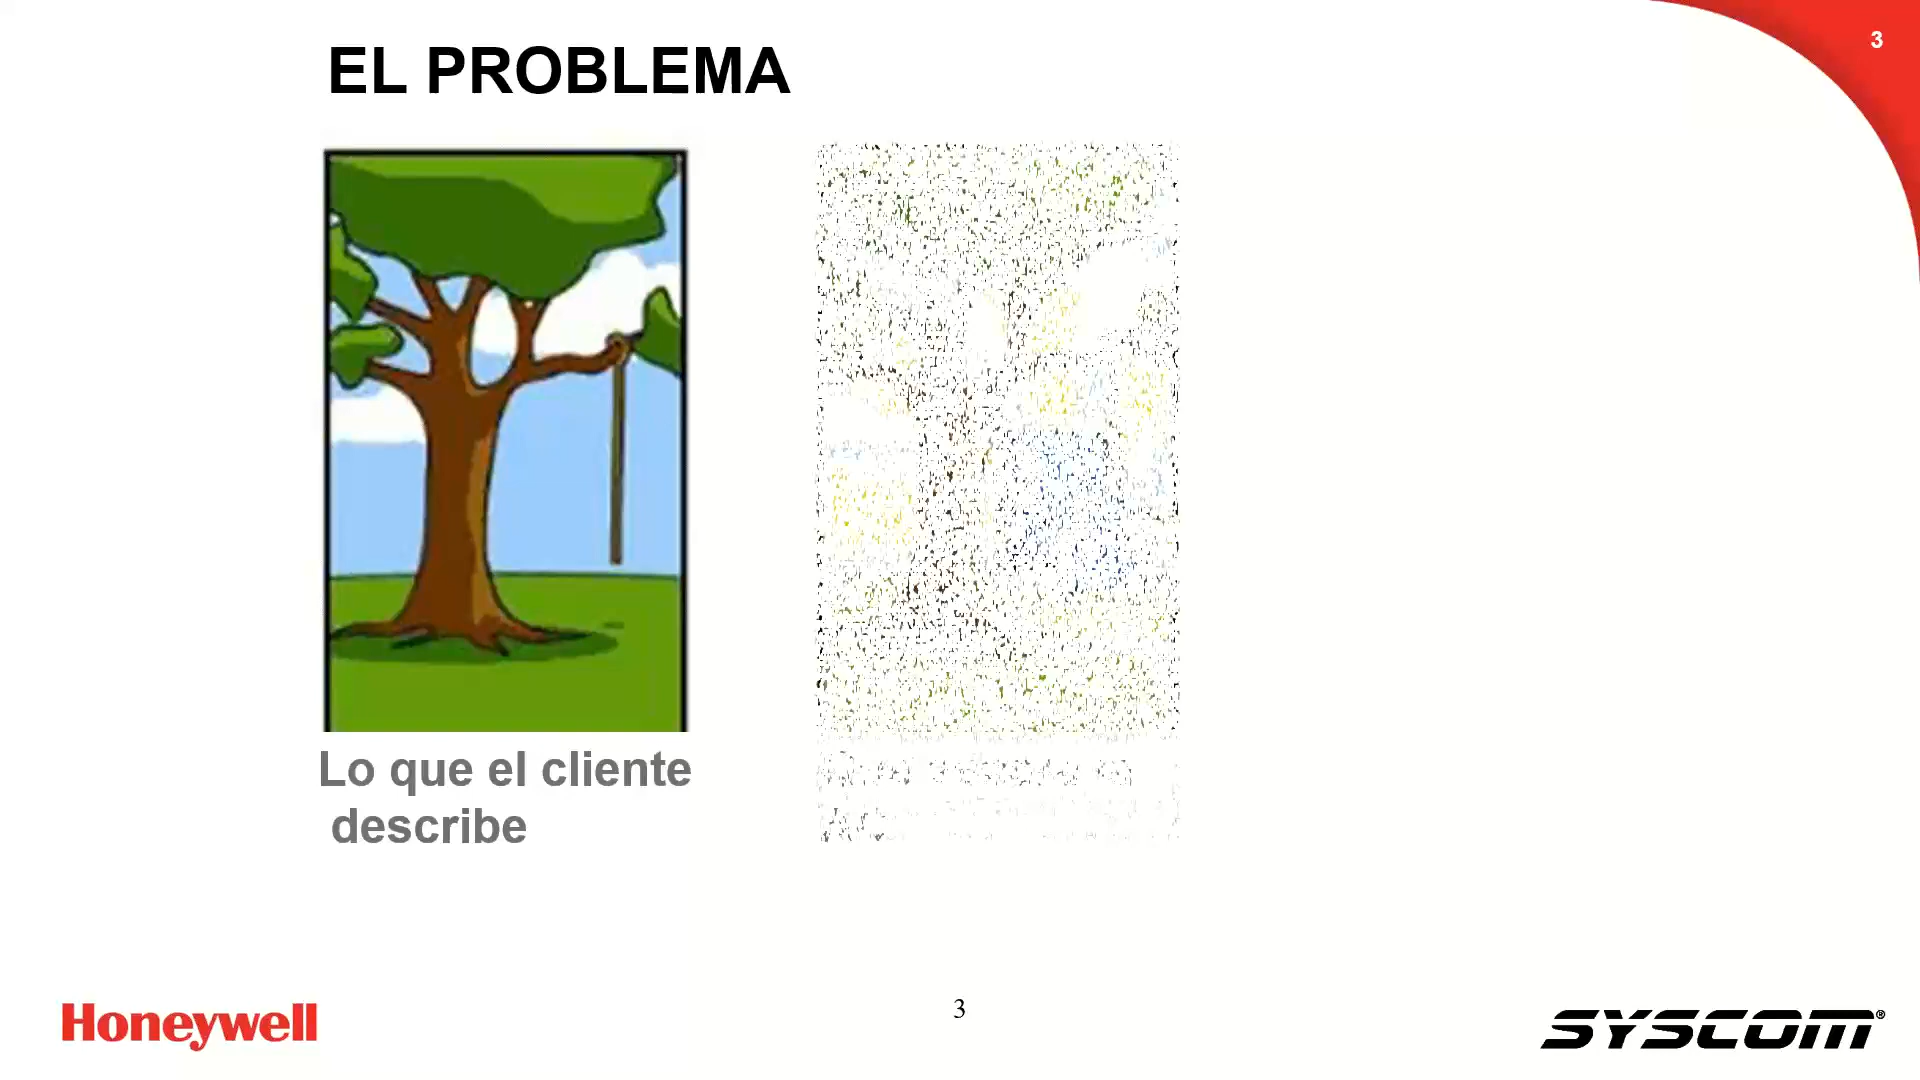 EL PROBLEMA
3
Lo que el cliente
describe
Honeywell
3
SYSCOM®